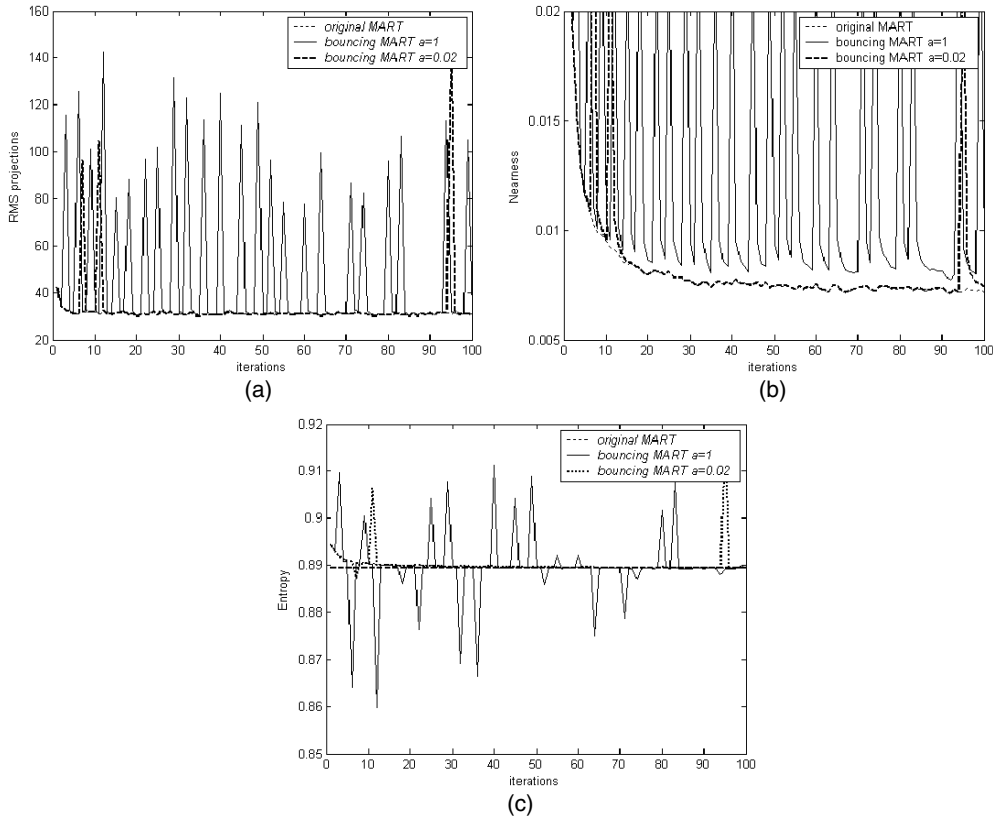 original MART
bouncing MART a=1
bouncing MART a=0.02
RMS projections
160
140
120
100
80
60
40
20
0 10 20 30 40 50 60 70 80 90 100
iterations
(a)
original MART
bouncing MART a=1
bouncing MART a=0.02
Nearness
0.02
0.015
0.01
0.005
0 10 20 30 40 50 60 70 80 90 100
iterations
(b)
original MART
bouncing MART a=1
bouncing MART a=0.02
Entropy
0.92
0.91
0.9
0.89
0.88
0.87
0.86
0.85
0 10 20 30 40 50 60 70 80 90 100
iterations
(c)